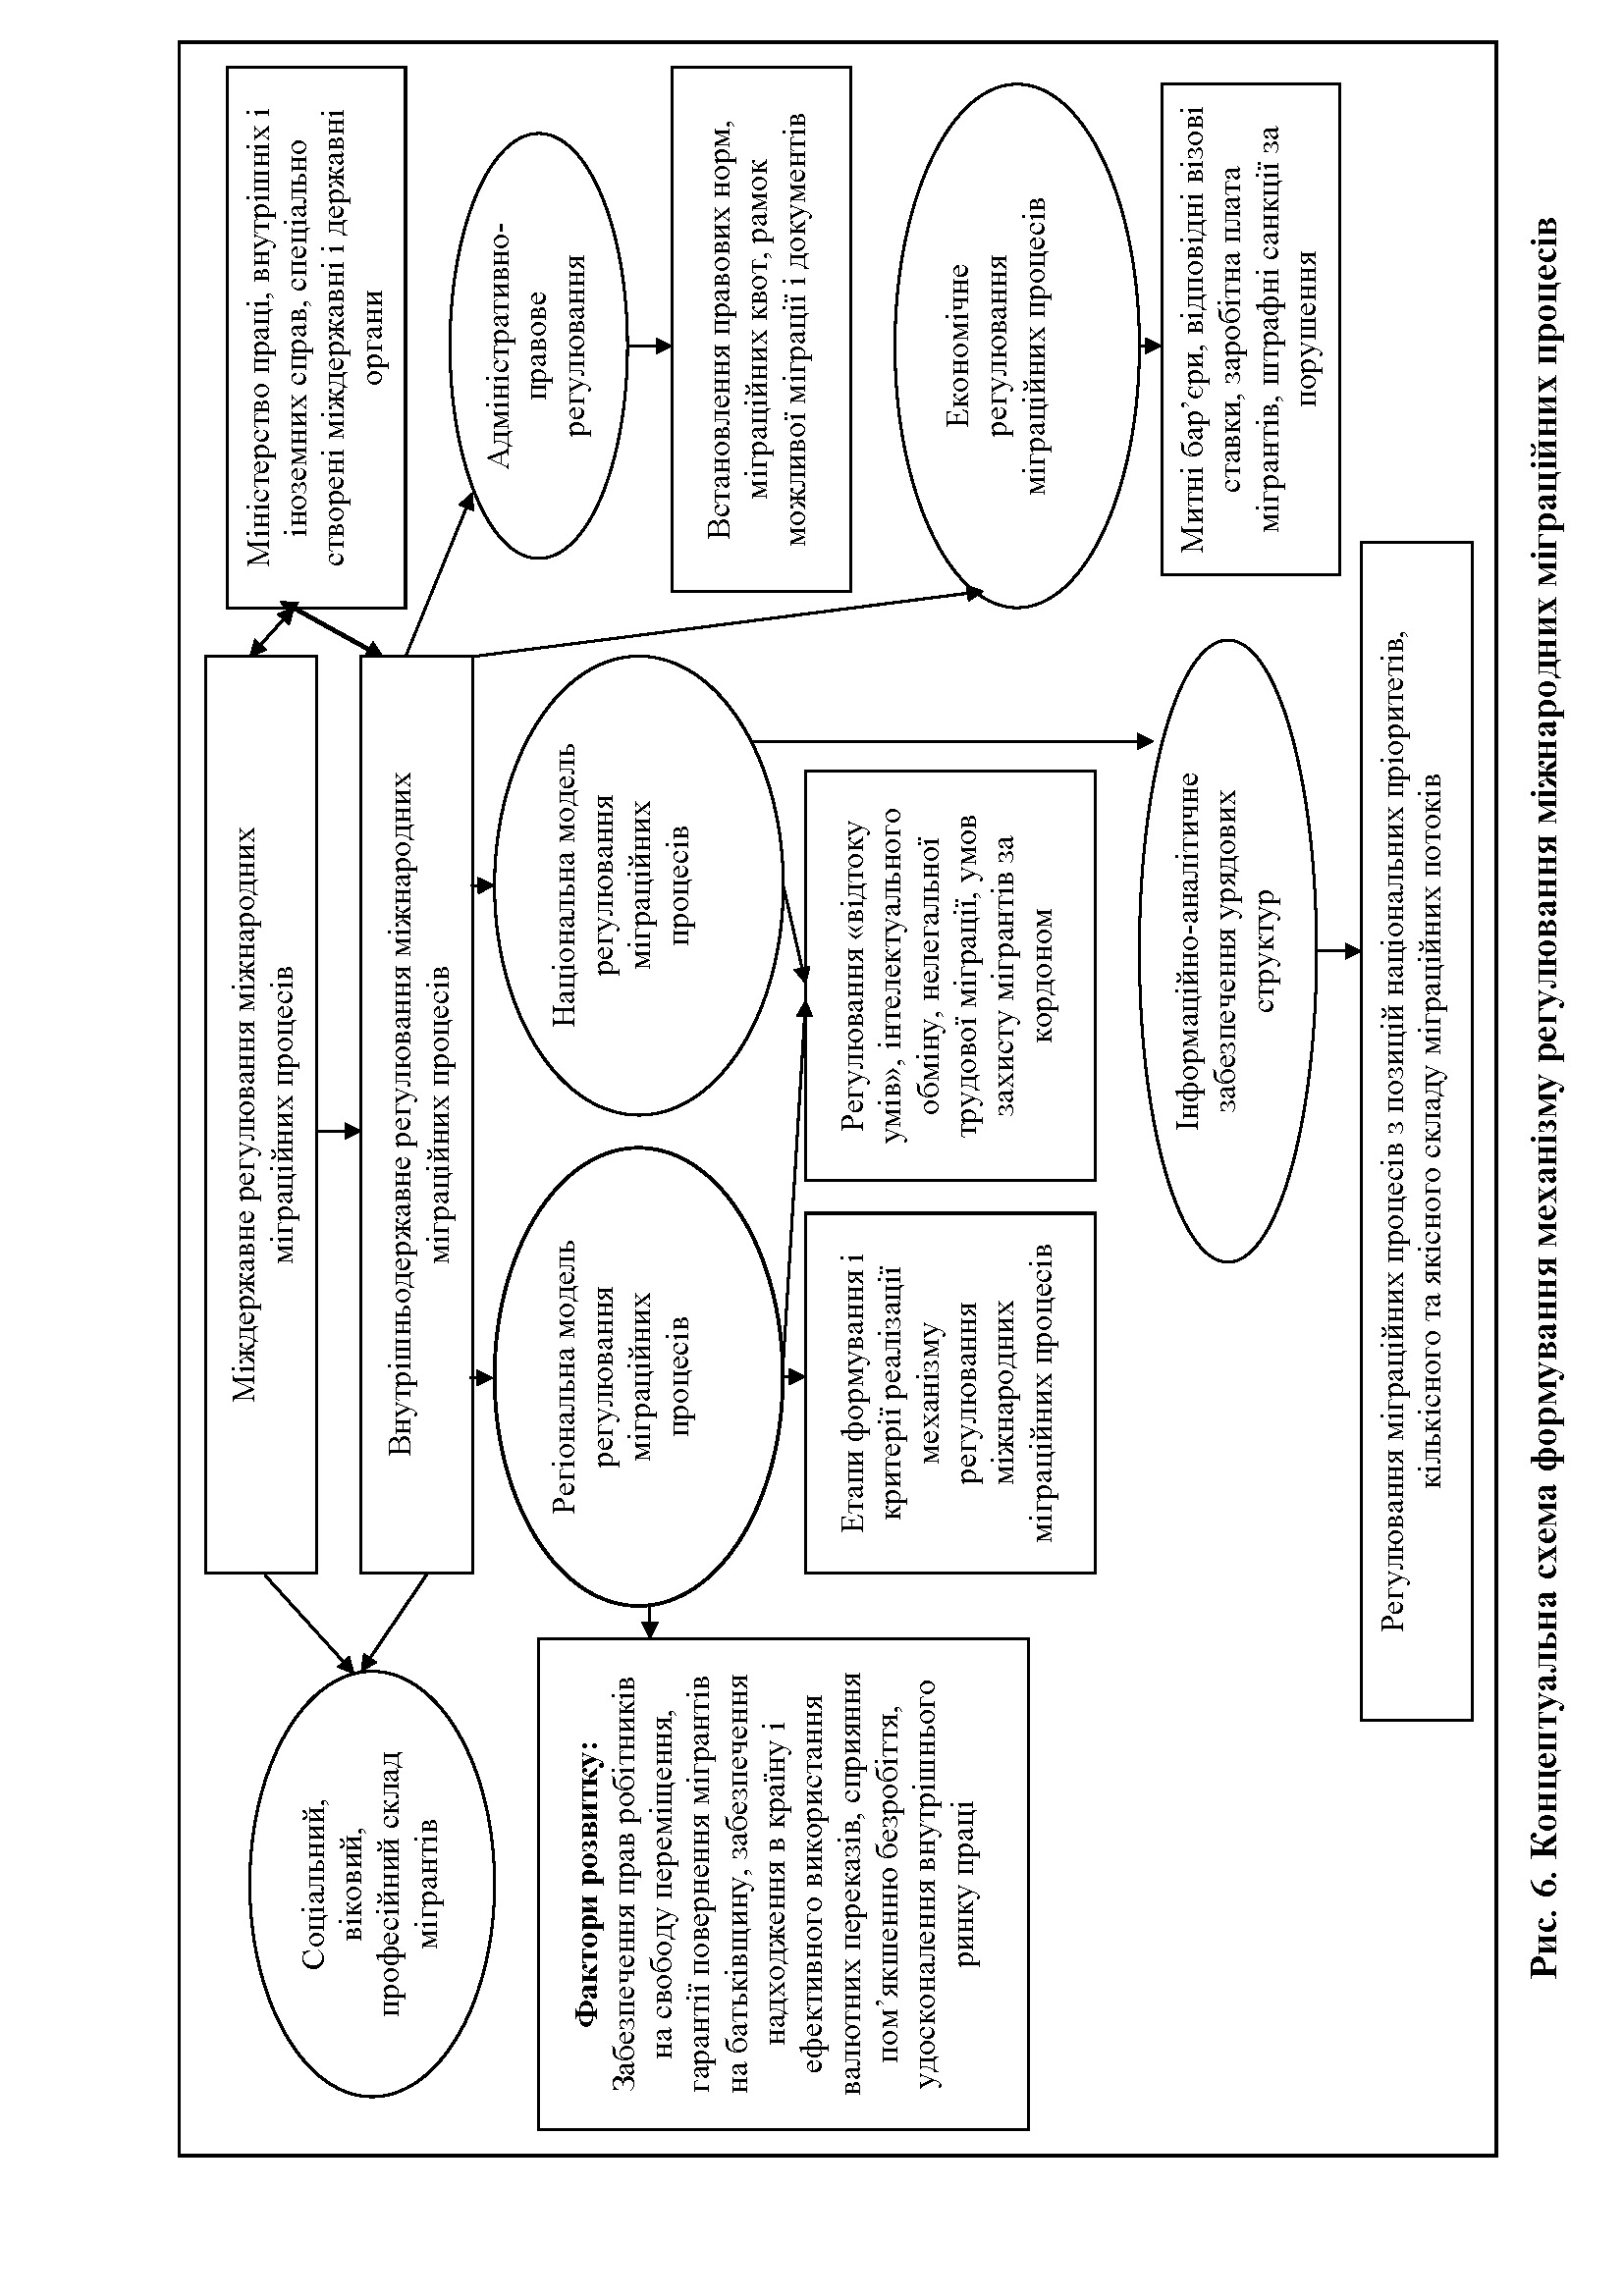 Міждержавне регулювання міжнародних
міграційних процесів
Міністерство праці, внутрішніх і
іноземних справ, спеціально
створені міждержавні і державні
органи
Соціальний,
віковий,
професійний склад
мігрантів
Внутрішньодержавне регулювання міжнародних
міграційних процесів
Адміністративно-
правове
регулювання
Регіональна модель
регулювання
міграційних
процесів
Національна модель
регулювання
міграційних
процесів
Фактори розвитку:
Забезпечення прав робітників
на свободу переміщення,
гарантії повернення мігрантів
на батьківщину, забезпечення
надходження в країну і
ефективного використання
валютних переказів, сприяння
пом’якшенню безробіття,
удосконалення внутрішнього
ринку праці
Встановлення правових норм,
міграційних квот, рамок
можливої міграції і документів
Етапи формування і
критерії реалізації
механізму
регулювання
міжнародних
міграційних процесів
Регулювання «відтоку
умів», інтелектуального
обміну, нелегальної
трудової міграції, умов
захисту мігрантів за
кордоном
Економічне
регулювання
міграційних процесів
Інформаційно-аналітичне
забезпечення урядових
структур
Митні бар’єри, відповідні візові
ставки, заробітна плата
мігрантів, штрафні санкції за
порушення
Регулювання міграційних процесів з позицій національних пріоритетів,
кількісного та якісного складу міграційних потоків
Рис. 6. Концептуальна схема формування механізму регулювання міжнародних міграційних процесів